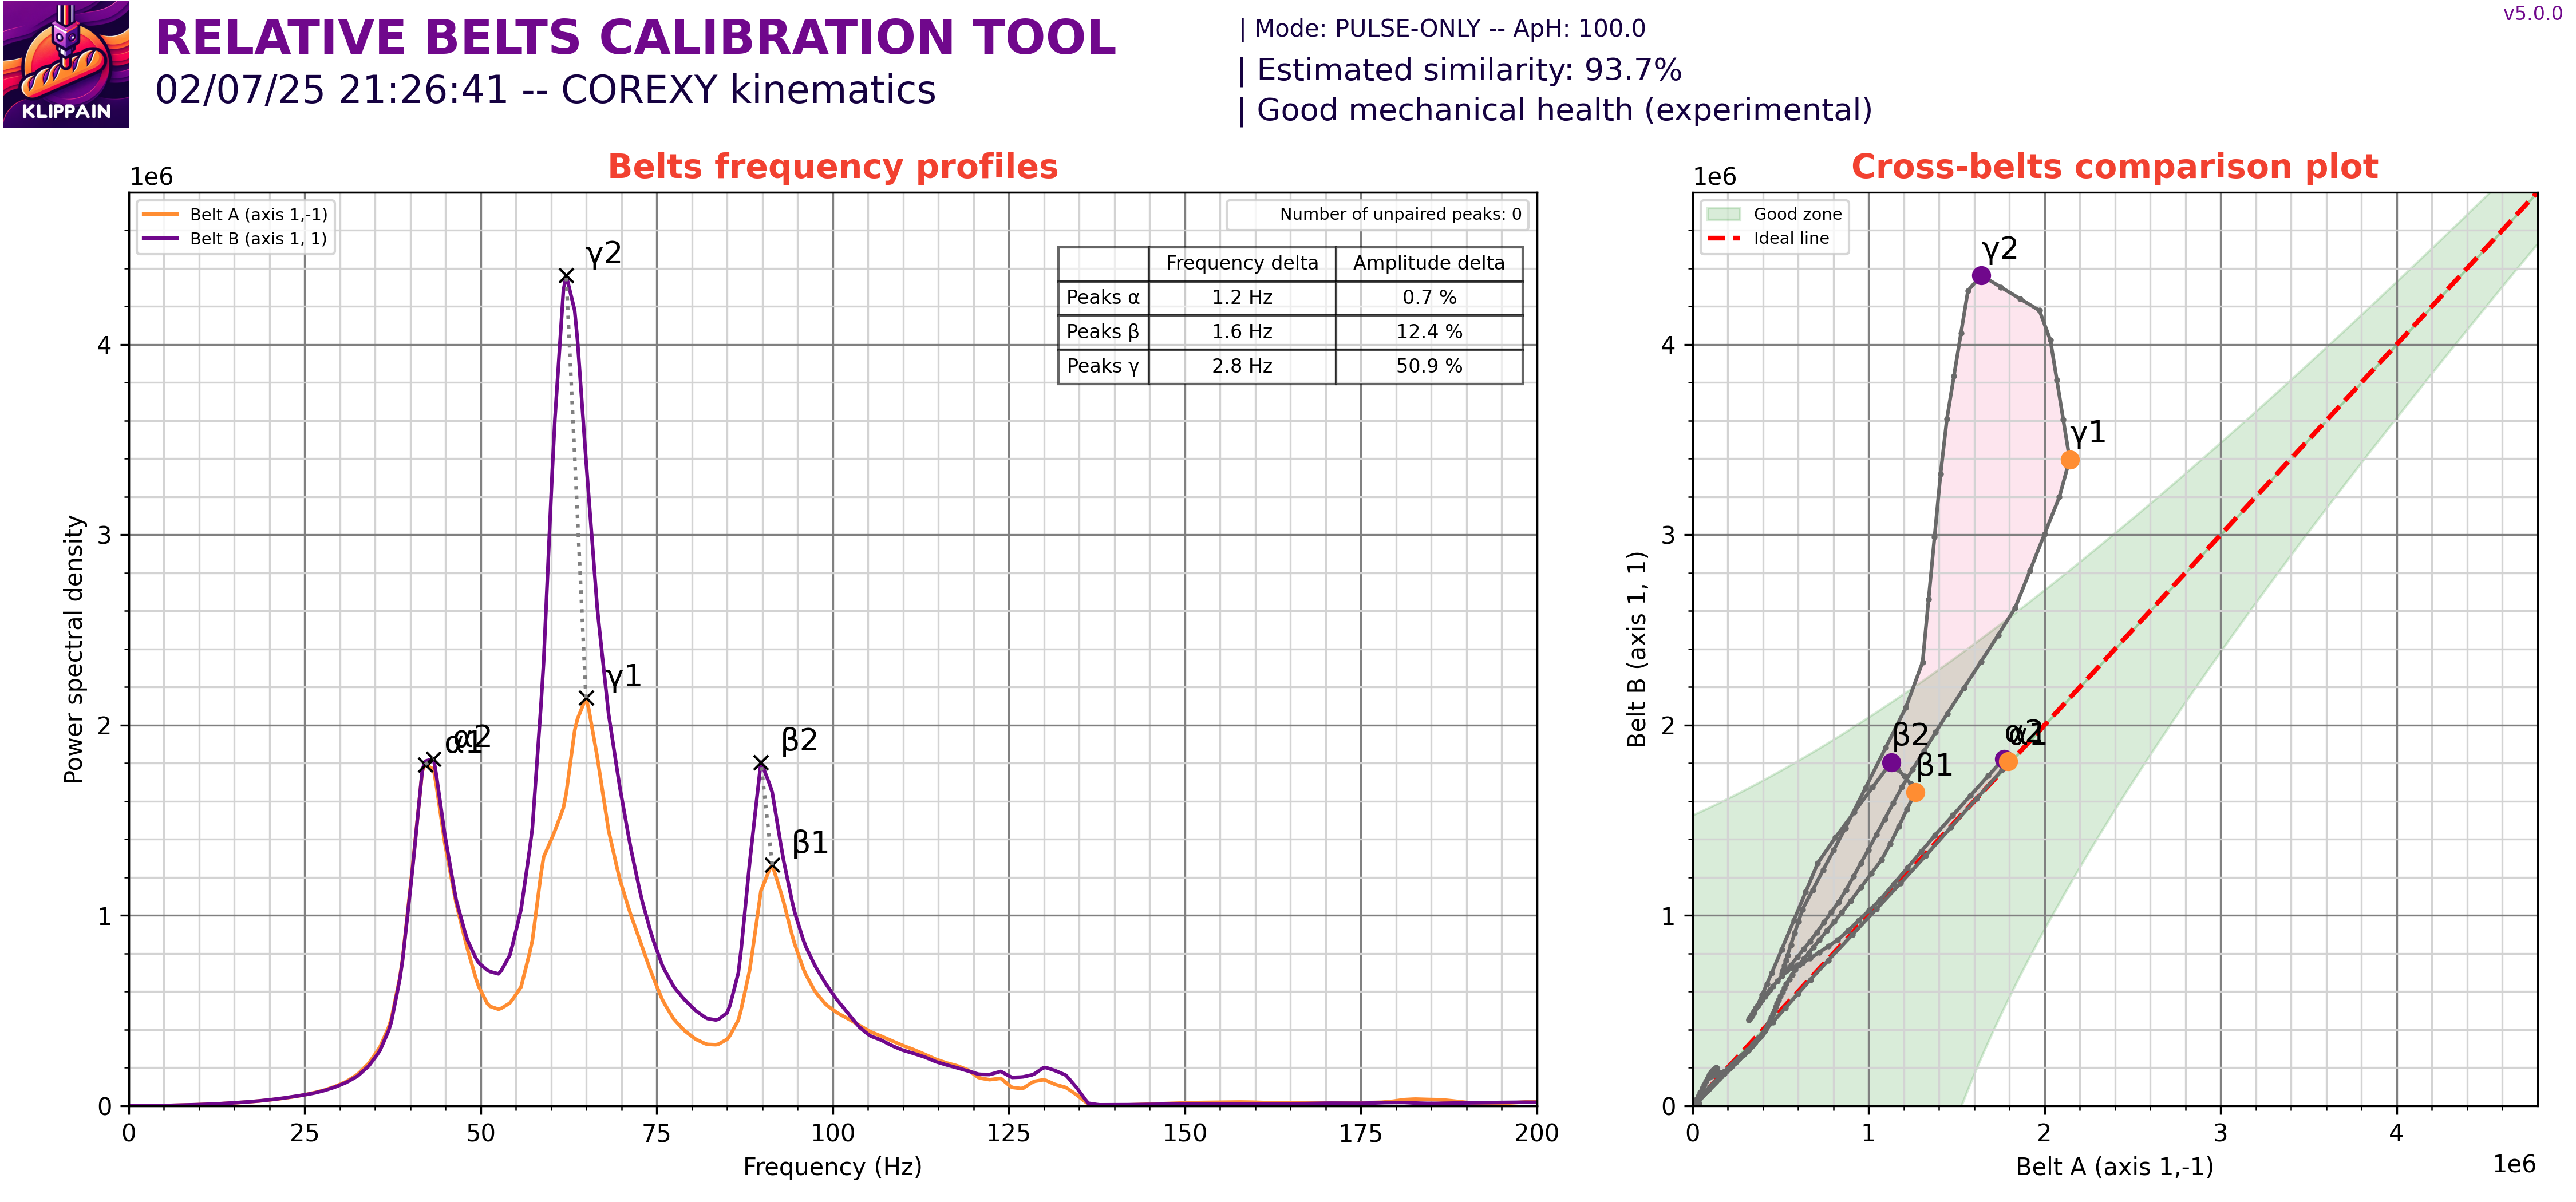 v5.0.0
KLIPPAIN
RELATIVE BELTS CALIBRATION TOOL
02/07/25 21:26:41 -- COREXY kinematics
| Mode: PULSE-ONLY -- ApH: 100.0
| Estimated similarity: 93.7%
| Good mechanical health (experimental)
Belts frequency profiles
1e6
Belt A (axis 1,-1)
Belt B (axis 1, 1)
Number of unpaired peaks: 0
Frequency delta Amplitude delta
Peaks α 1.2 Hz 0.7 %
Peaks β 1.6 Hz 12.4 %
Peaks γ 2.8 Hz 50.9 %
γ2
γ1
α1 α2
β2
β1
Power spectral density
4
3
2
1
0
0 25 50 75 100 125 150 175 200
Frequency (Hz)
Cross-belts comparison plot
1e6
Good zone
Ideal line
γ2
γ1
α2 α1
β2
β1
Belt B (axis 1, 1)
4
3
2
1
0
0 1 2 3 4
Belt A (axis 1,-1)
1e6